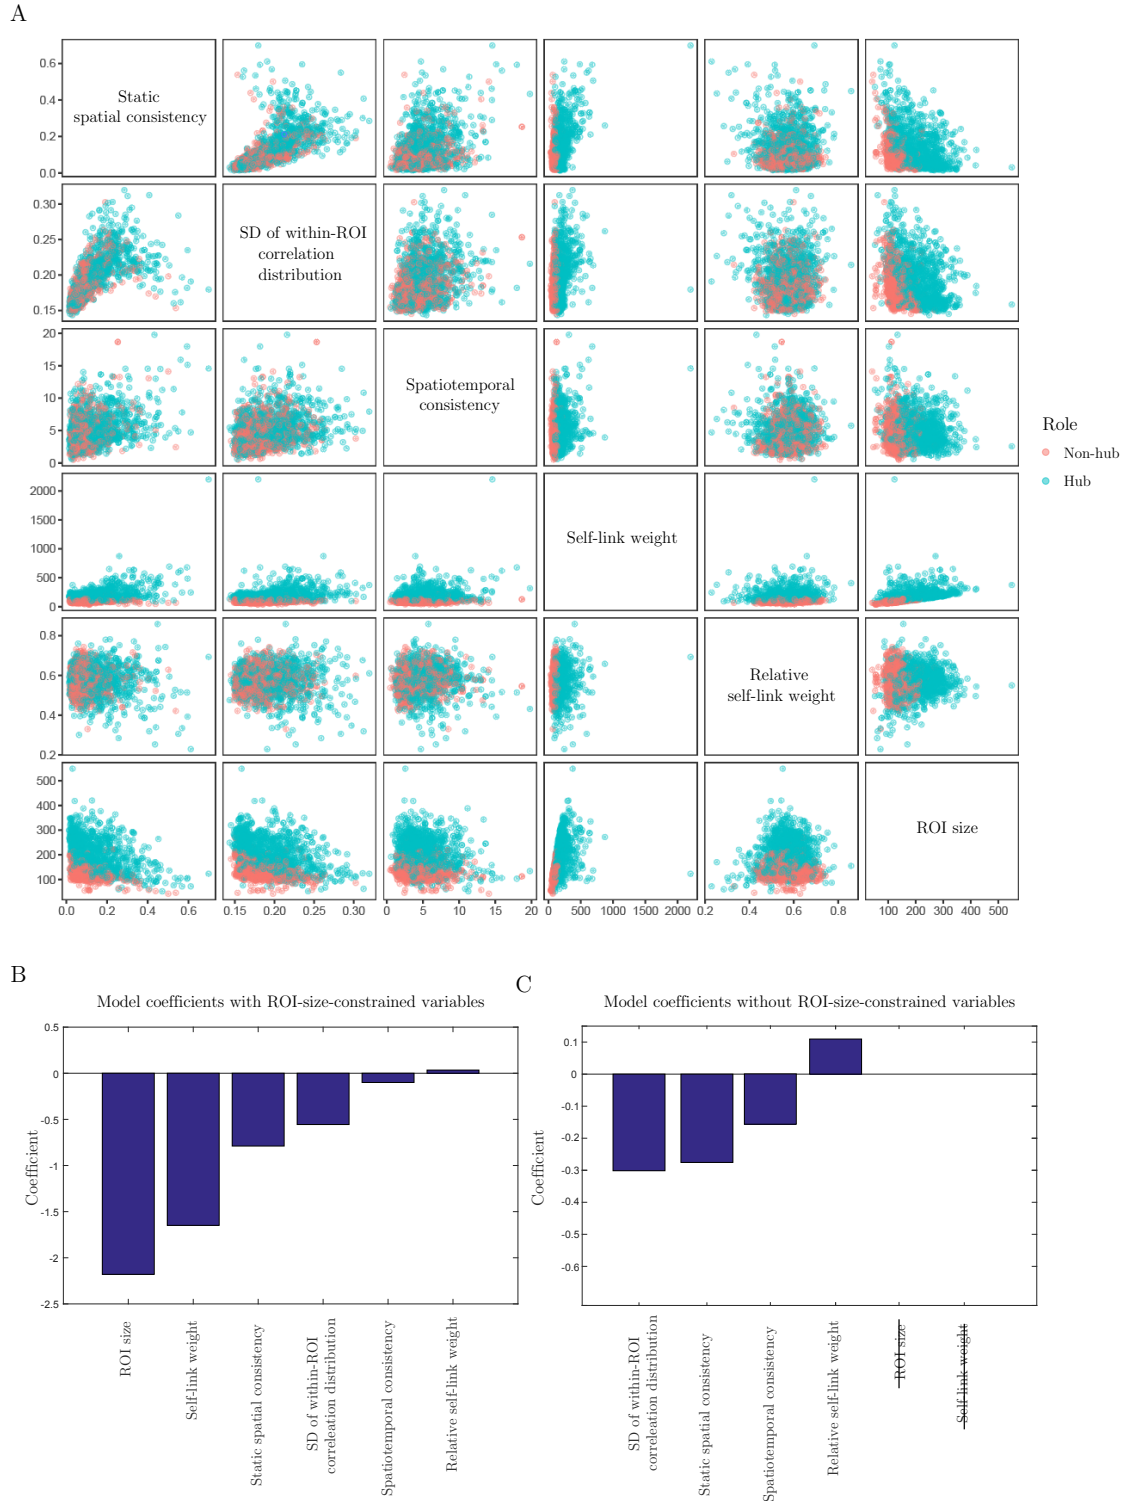 A
Static
spatial consistency
0.6
0.4
0.2
0.0
SD of within-ROI
correlation
distribution
0.30
0.25
0.20
0.15
Spatiotemporal
consistency
20
15
10
5
0
Role
Non-hub
Hub
Self-link weight
2000
1500
1000
500
0
Relative
self-link weight
0.8
0.6
0.4
0.2
ROI size
500
400
300
200
100
0.0 0.2 0.4 0.6
0.15 0.20 0.25 0.30
0 5 10 15 20
0 500 1000 1500 2000
0.2 0.4 0.6 0.8
100 200 300 400 500
B
Model coefficients with ROI-size-constrained variables
Coefficient
0.5
0
-0.5
-1
-1.5
-2
-2.5
ROI size
Self-link weight
Static spatial consistency
SD of within-ROI
correleation distribution
Spatiotemporal consistency
Relative self-link weight
C
Model coefficients without ROI-size-constrained variables
Coefficient
0.1
0
-0.1
-0.2
-0.3
-0.4
-0.5
-0.6
SD of within-ROI
correleation distribution
Static spatial consistency
Spatiotemporal consistency
Relative self-link weight
ROI size
Self-link weight